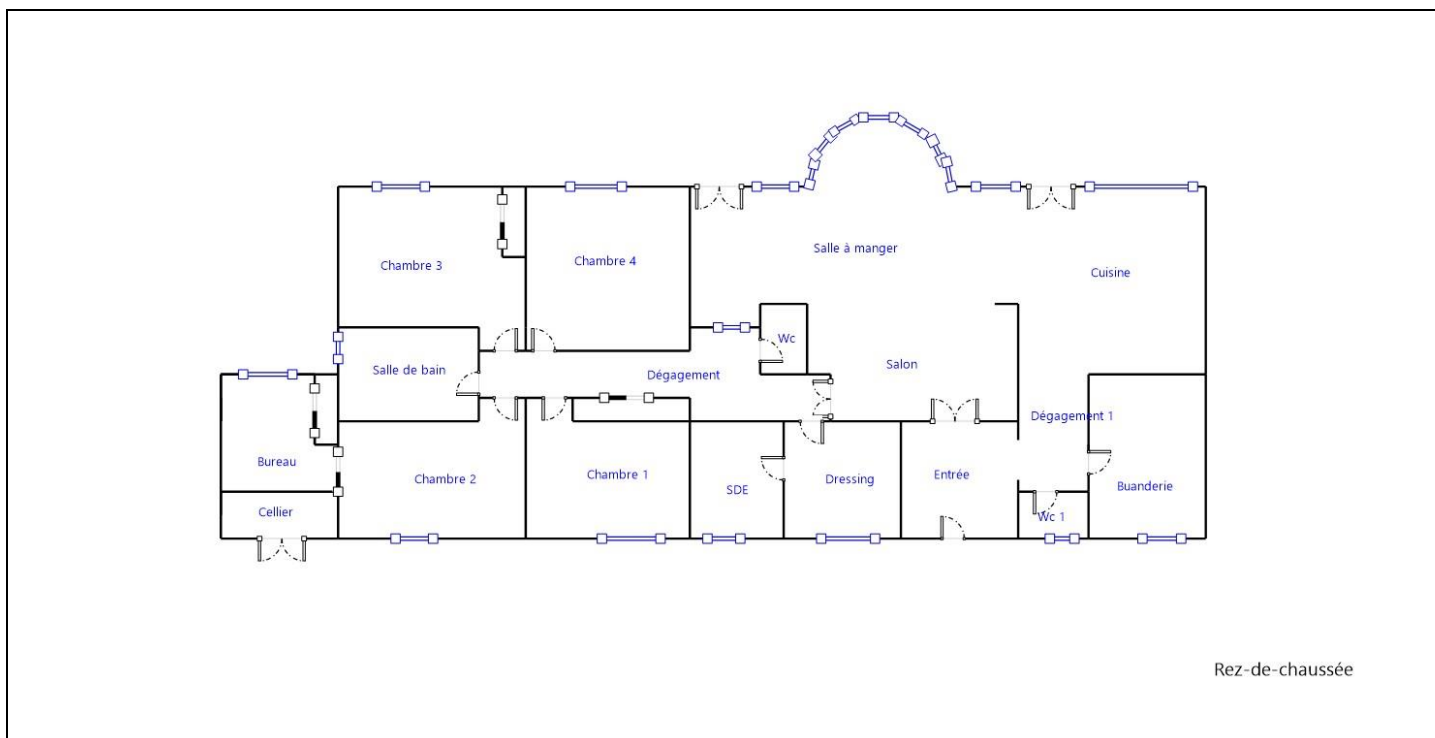 Salle à manger
Chambre 4
Chambre 3
Cuisine
Wc
Salon
Salle de bain
Dégagement
Dégagement 1
Bureau
Chambre 2
Chambre 1
SDE
Dressing
Entrée
Buanderie
Cellier
Wc 1
Rez-de-chaussée